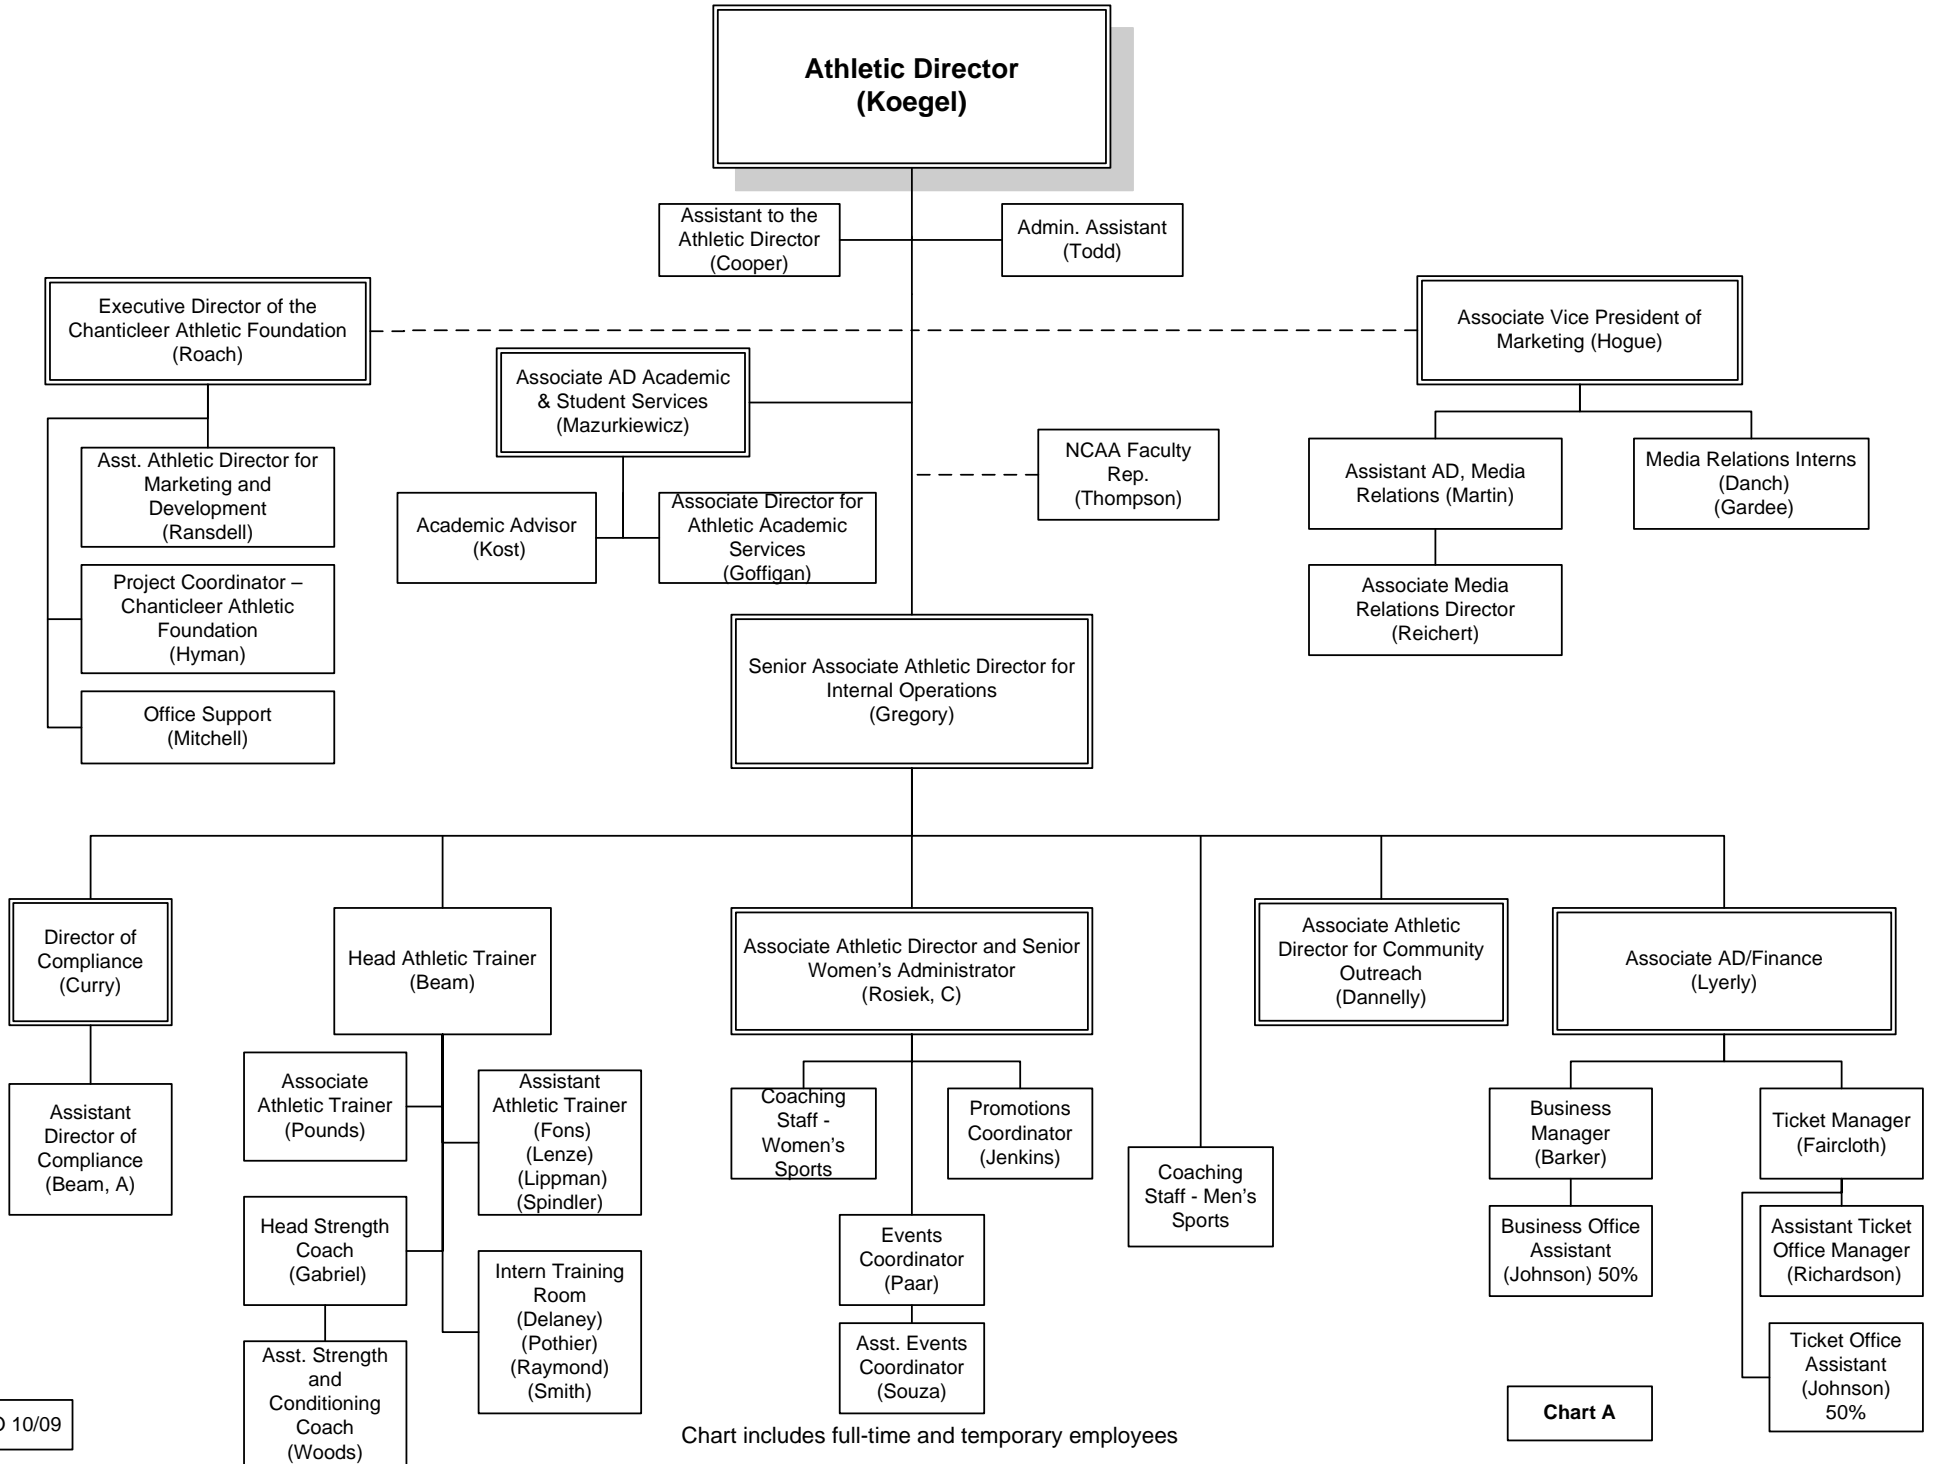 Athletic Director
(Koegel)
Assistant to the
Athletic Director
(Cooper)
Admin. Assistant
(Todd)
Executive Director of the
Chanticleer Athletic Foundation
(Roach)
Associate Vice President of
Marketing (Hogue)
Associate AD Academic
& Student Services
(Mazurkiewicz)
NCAA Faculty
Rep.
(Thompson)
Asst. Athletic Director for
Marketing and
Development
(Ransdell)
Academic Advisor
(Kost)
Associate Director for
Athletic Academic
Services
(Goffigan)
Assistant AD, Media
Relations (Martin)
Media Relations Interns
(Danch)
(Gardee)
Project Coordinator –
Chanticleer Athletic
Foundation
(Hyman)
Associate Media
Relations Director
(Reichert)
Office Support
(Mitchell)
Senior Associate Athletic Director for
Internal Operations
(Gregory)
Director of
Compliance
(Curry)
Head Athletic Trainer
(Beam)
Associate Athletic Director and Senior
Women’s Administrator
(Rosiek, C)
Associate Athletic
Director for Community
Outreach
(Dannelly)
Associate AD/Finance
(Lyerly)
Assistant
Director of
Compliance
(Beam, A)
Associate
Athletic Trainer
(Pounds)
Assistant
Athletic Trainer
(Fons)
(Lenze)
(Lippman)
(Spindler)
Coaching
Staff -
Women’s
Sports
Promotions
Coordinator
(Jenkins)
Coaching
Staff - Men’s
Sports
Business
Manager
(Barker)
Ticket Manager
(Faircloth)
Head Strength
Coach
(Gabriel)
Intern Training
Room
(Delaney)
(Pothier)
(Raymond)
(Smith)
Events
Coordinator
(Paar)
Business Office
Assistant
(Johnson) 50%
Assistant Ticket
Office Manager
(Richardson)
Asst. Strength
and
Conditioning
Coach
(Woods)
Asst. Events
Coordinator
(Souza)
Ticket Office
Assistant
(Johnson)
50%
10/09
Chart includes full-time and temporary employees
Chart A